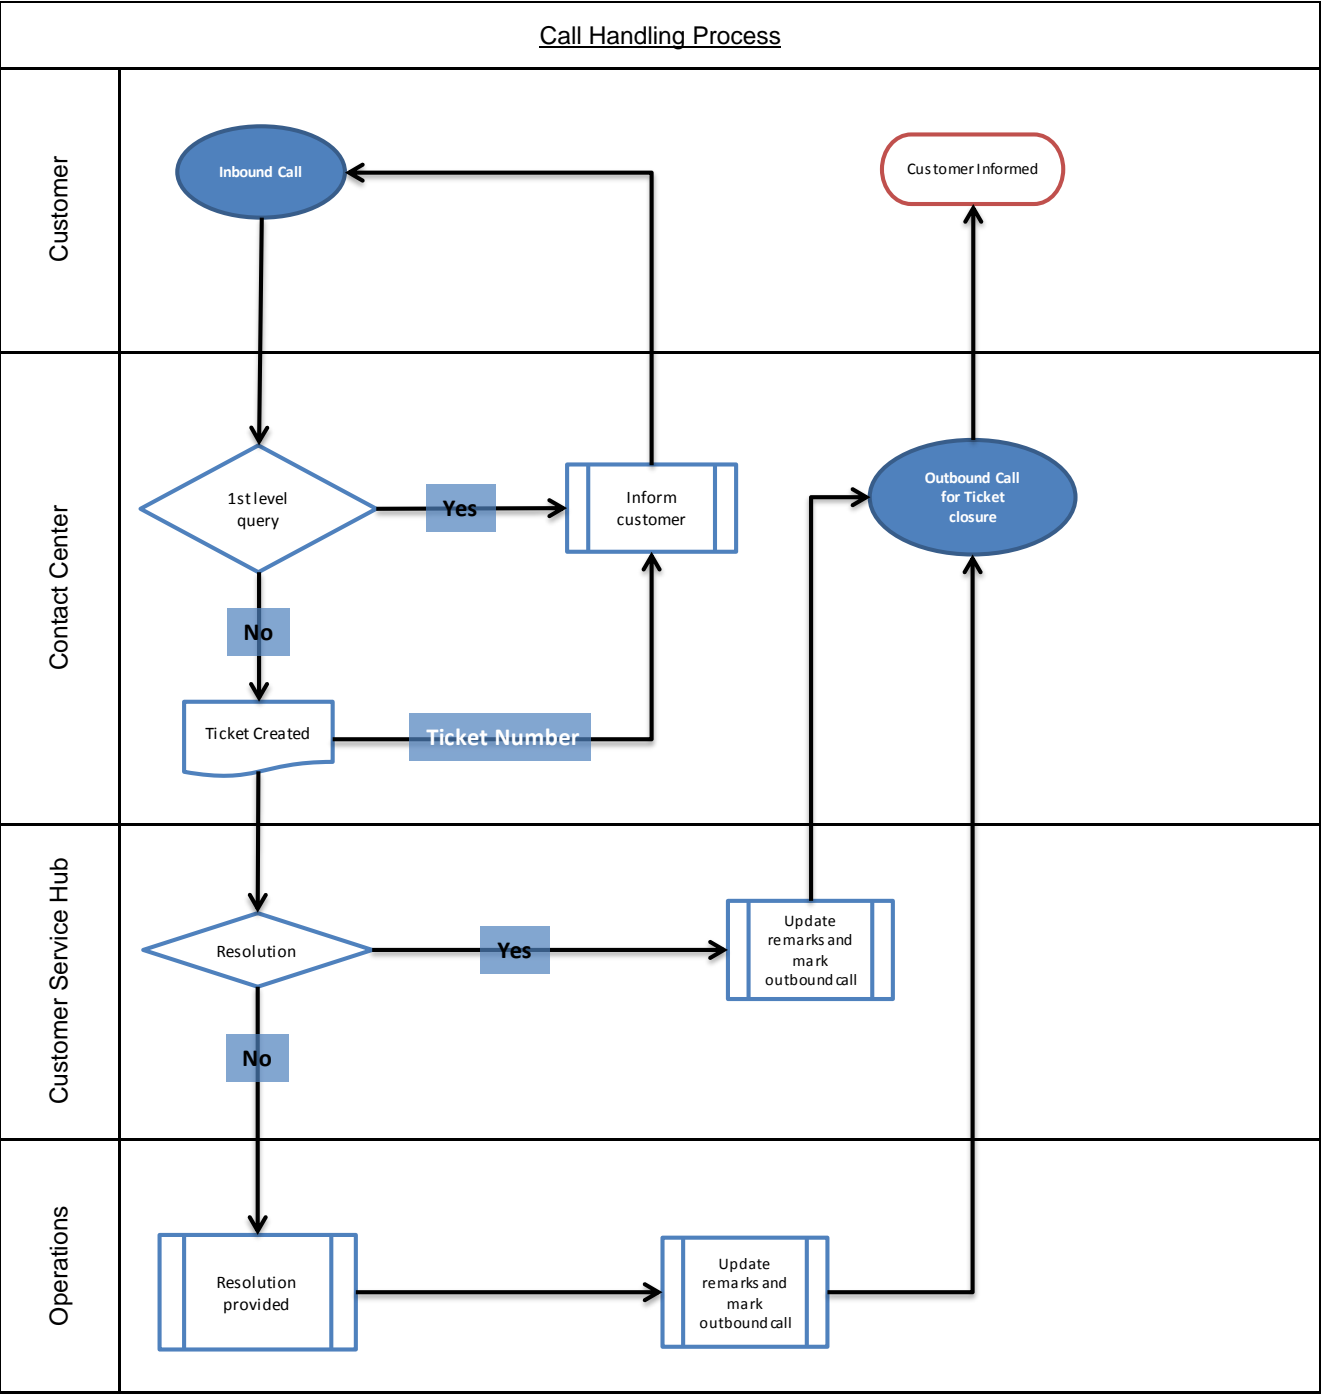 Call Handling Process
Customer
Inbound Call
Customer Informed
Contact Center
1st level
query
Yes
Inform
customer
Outbound Call
for Ticket
closure
No
Ticket Created
Ticket Number
Customer Service Hub
Resolution
Yes
Update
remarks and
mark
outbound call
No
Operations
Resolution
provided
Update
remarks and
mark
outbound call